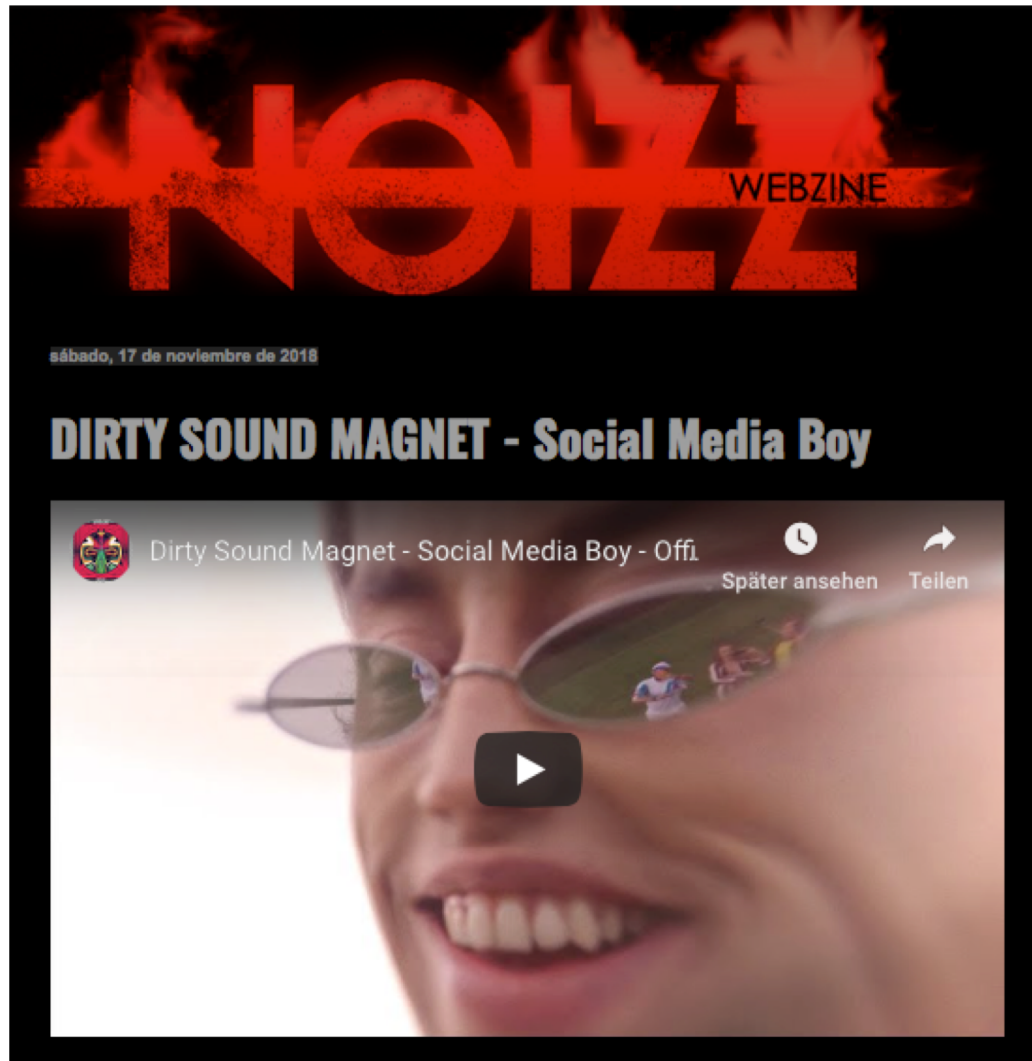 NOIZZ
WEBZINE
sábado, 17 de noviembre de 2018
DIRTY SOUND MAGNET - Social Media Boy
Dirty Sound Magnet - Social Media Boy - Offi
Später ansehen
Teilen